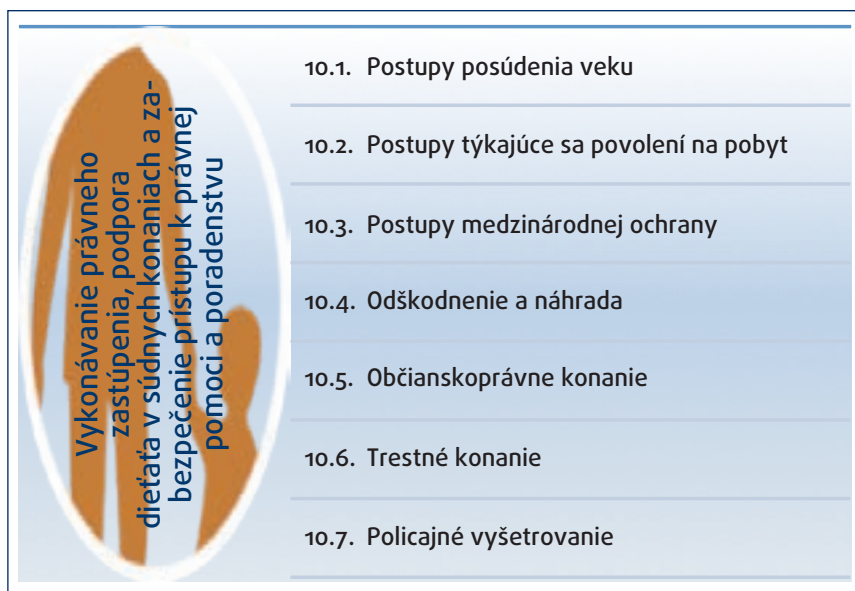 Vykonávanie právneho
zastúpenia, podpora
dieťaťa v súdnych konaniach a za-
bezpečenie prístupu k právnej
pomoci a poradenstvu
10.1. Postupy posúdenia veku
10.2. Postupy týkajúce sa povolení na pobyt
10.3. Postupy medzinárodnej ochrany
10.4. Odškodnenie a náhrada
10.5. Občianskoprávne konanie
10.6. Trestné konanie
10.7. Policajné vyšetrovanie